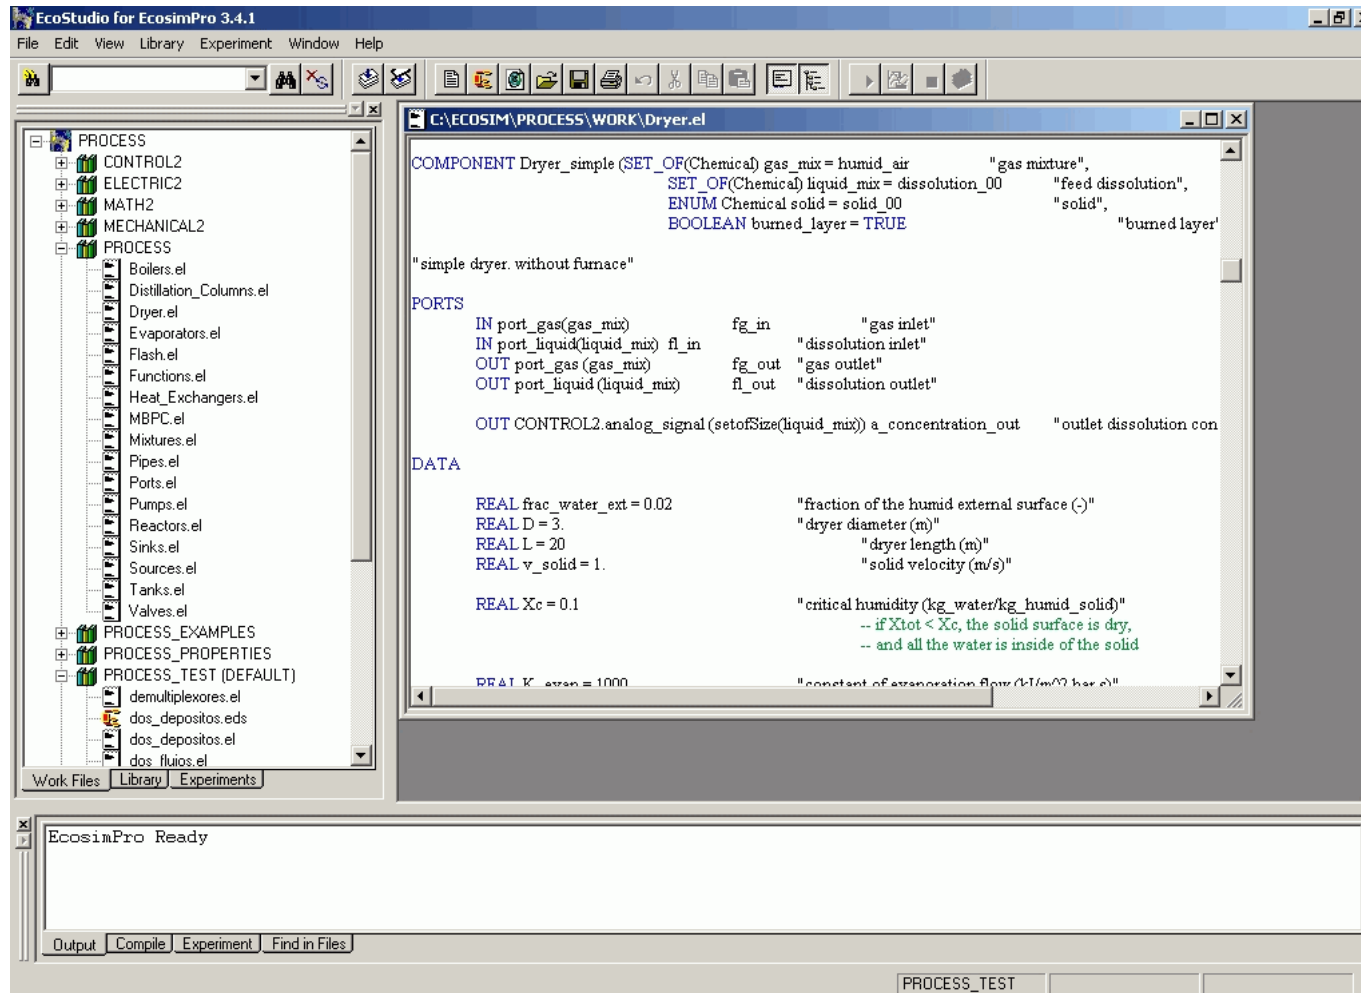 EcoStudio for EcosimPro 3.4.1
File Edit View Library Experiment Window Help
PROCESS
CONTROL2
ELECTRIC2
MATH2
MECHANICAL2
PROCESS
Boilers.el
Distillation_Columns.el
Dryer.el
Evaporators.el
Flash.el
Functions.el
Heat_Exchangers.el
MBPC.el
Mixtures.el
Pipes.el
Ports.el
Pumps.el
Reactors.el
Sinks.el
Sources.el
Tanks.el
Valves.el
PROCESS_EXAMPLES
PROCESS_PROPERTIES
PROCESS_TEST (DEFAULT)
demultiplexores.el
dos_depositos.eds
dos_depositos.el
dos_fluios.el
Work Files Library Experiments
C:\ECOSIM\PROCESS\WORK\Dryer.el
COMPONENT Dryer_simple (SET_OF(Chemical) gas_mix = humid_air "gas mixture",
SET_OF(Chemical) liquid_mix = dissolution_00 "feed dissolution",
ENUM Chemical solid = solid_00 "solid",
BOOLEAN burned_layer = TRUE "burned layer"
"simple dryer. without furnace"
PORTS
IN port_gas(gas_mix) fg_in "gas inlet"
IN port_liquid(liquid_mix) fl_in "dissolution inlet"
OUT port_gas (gas_mix) fg_out "gas outlet"
OUT port_liquid (liquid_mix) fl_out "dissolution outlet"
OUT CONTROL2.analog_signal (setofSize(liquid_mix)) a_concentration_out "outlet dissolution con
DATA
REAL frac_water_ext = 0.02 "fraction of the humid external surface (-)"
REAL D = 3. "dryer diameter (m)"
REAL L = 20 "dryer length (m)"
REAL v_solid = 1. "solid velocity (m/s)"
REAL Xc = 0.1 "critical humidity (kg_water/kg_humid_solid)"
-- if Xtot < Xc, the solid surface is dry,
-- and all the water is inside of the solid
REAL K_evap = 1000 "constant of evaporation flow (kJ/m^2 bar s)"
EcosimPro Ready
Output Compile Experiment Find in Files
PROCESS_TEST